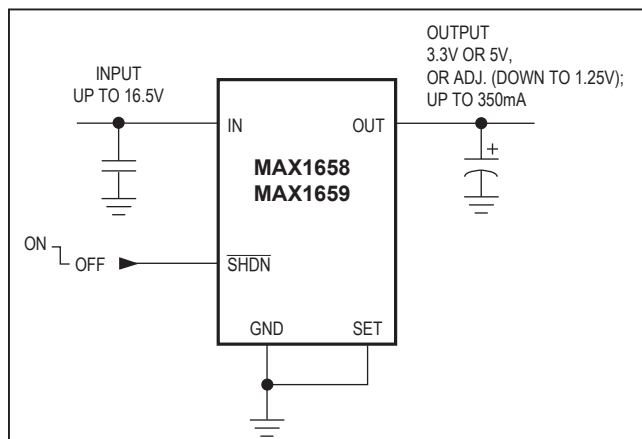 INPUT
UP TO 16.5V
OUTPUT
3.3V OR 5V,
OR ADJ. (DOWN TO 1.25V);
UP TO 350mA
IN
OUT
MAX1658
MAX1659
+
ON
OFF
SHDN
GND
SET